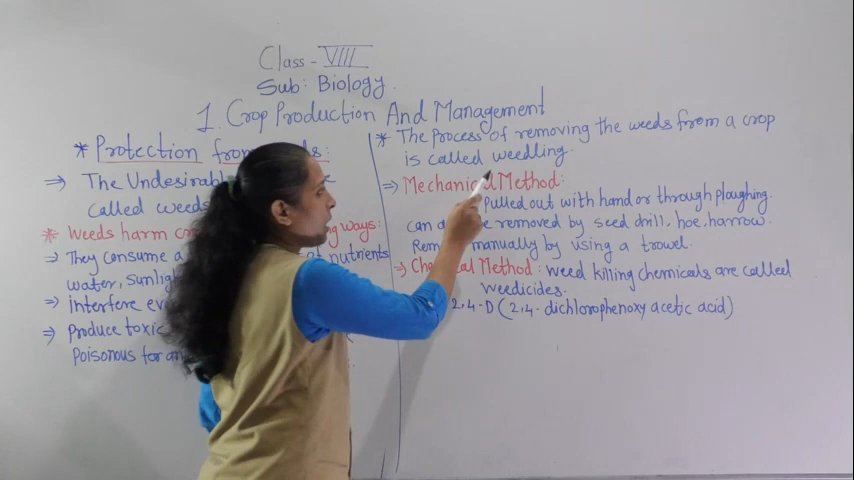 Class - VIII
Sub: Biology.
1. Crop Production And Management
* Protection from
⇒ The Undesirabl
called weeds
* Weeds harm ng ways:
⇒ They consume a of nutrients
water, sunlig
⇒ interfere ev
⇒ produce toxic
Poisonous for an
* The process of removing the weeds from a crop
is called weedling.
⇒ Mechanical Method:
Pulled out with hand or through ploughing.
can a e removed by seed drill, hoe, harrow.
Rem manually by using a trowel.
⇒ Chemical Method: weed killing chemicals are called
weedicides.
2,4-D (2,4-dichlorophenoxy acetic acid)